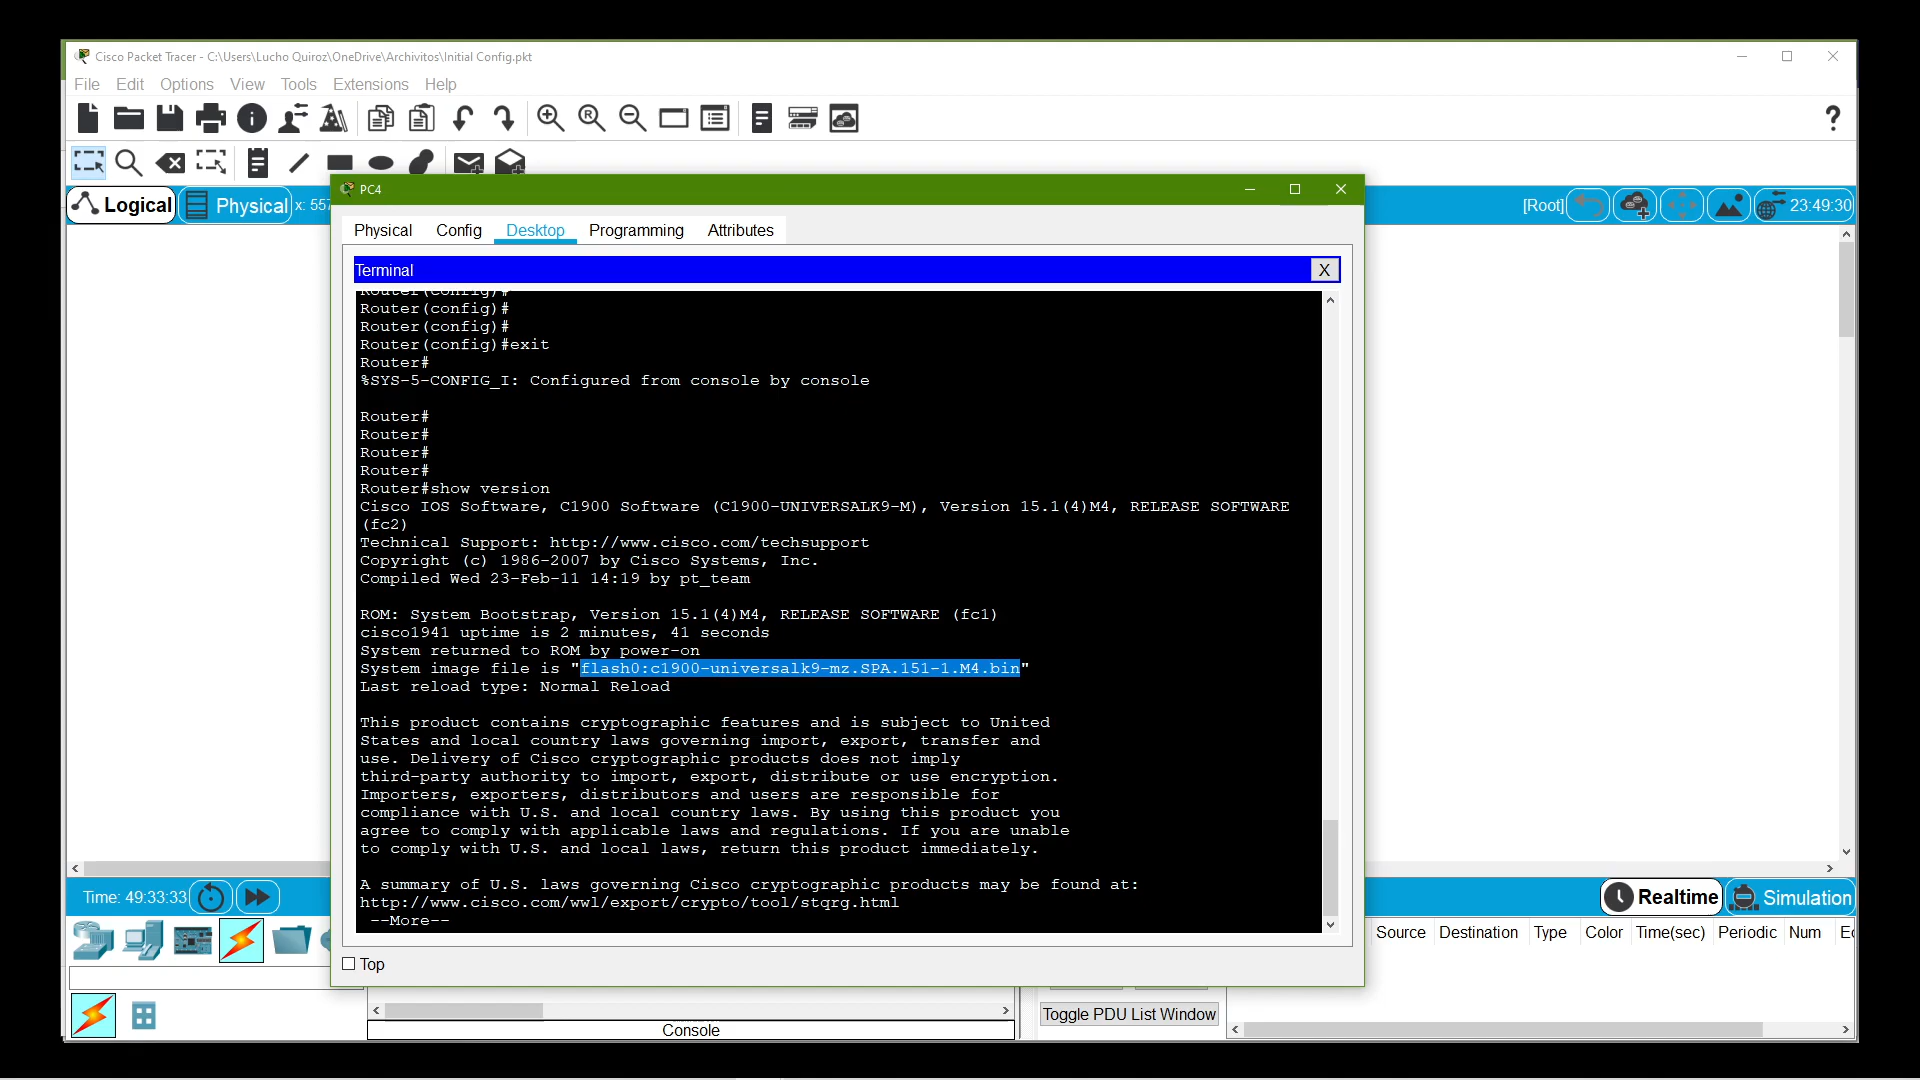 Cisco Packet Tracer - C:\Users\Lucho Quiroz\OneDrive\Archivitos\Initial Config.pkt
File Edit Options View Tools Extensions Help
Logical Physical x: 557
[Root] 23:49:30
PC4
Physical Config Desktop Programming Attributes
Terminal X
Router(config)#
Router(config)#
Router(config)#
Router(config)#exit
Router#
%SYS-5-CONFIG_I: Configured from console by console
Router#
Router#
Router#
Router#
Router#show version
Cisco IOS Software, C1900 Software (C1900-UNIVERSALK9-M), Version 15.1(4)M4, RELEASE SOFTWARE
(fc2)
Technical Support: http://www.cisco.com/techsupport
Copyright (c) 1986-2007 by Cisco Systems, Inc.
Compiled Wed 23-Feb-11 14:19 by pt_team
ROM: System Bootstrap, Version 15.1(4)M4, RELEASE SOFTWARE (fc1)
cisco1941 uptime is 2 minutes, 41 seconds
System returned to ROM by power-on
System image file is "flash0:c1900-universalk9-mz.SPA.151-1.M4.bin"
Last reload type: Normal Reload
This product contains cryptographic features and is subject to United
States and local country laws governing import, export, transfer and
use. Delivery of Cisco cryptographic products does not imply
third-party authority to import, export, distribute or use encryption.
Importers, exporters, distributors and users are responsible for
compliance with U.S. and local country laws. By using this product you
agree to comply with applicable laws and regulations. If you are unable
to comply with U.S. and local laws, return this product immediately.
A summary of U.S. laws governing Cisco cryptographic products may be found at:
http://www.cisco.com/wwl/export/crypto/tool/stqrg.html
--More--
Top
Time: 49:33:33
Realtime Simulation
Source Destination Type Color Time(sec) Periodic Num
Toggle PDU List Window
Console